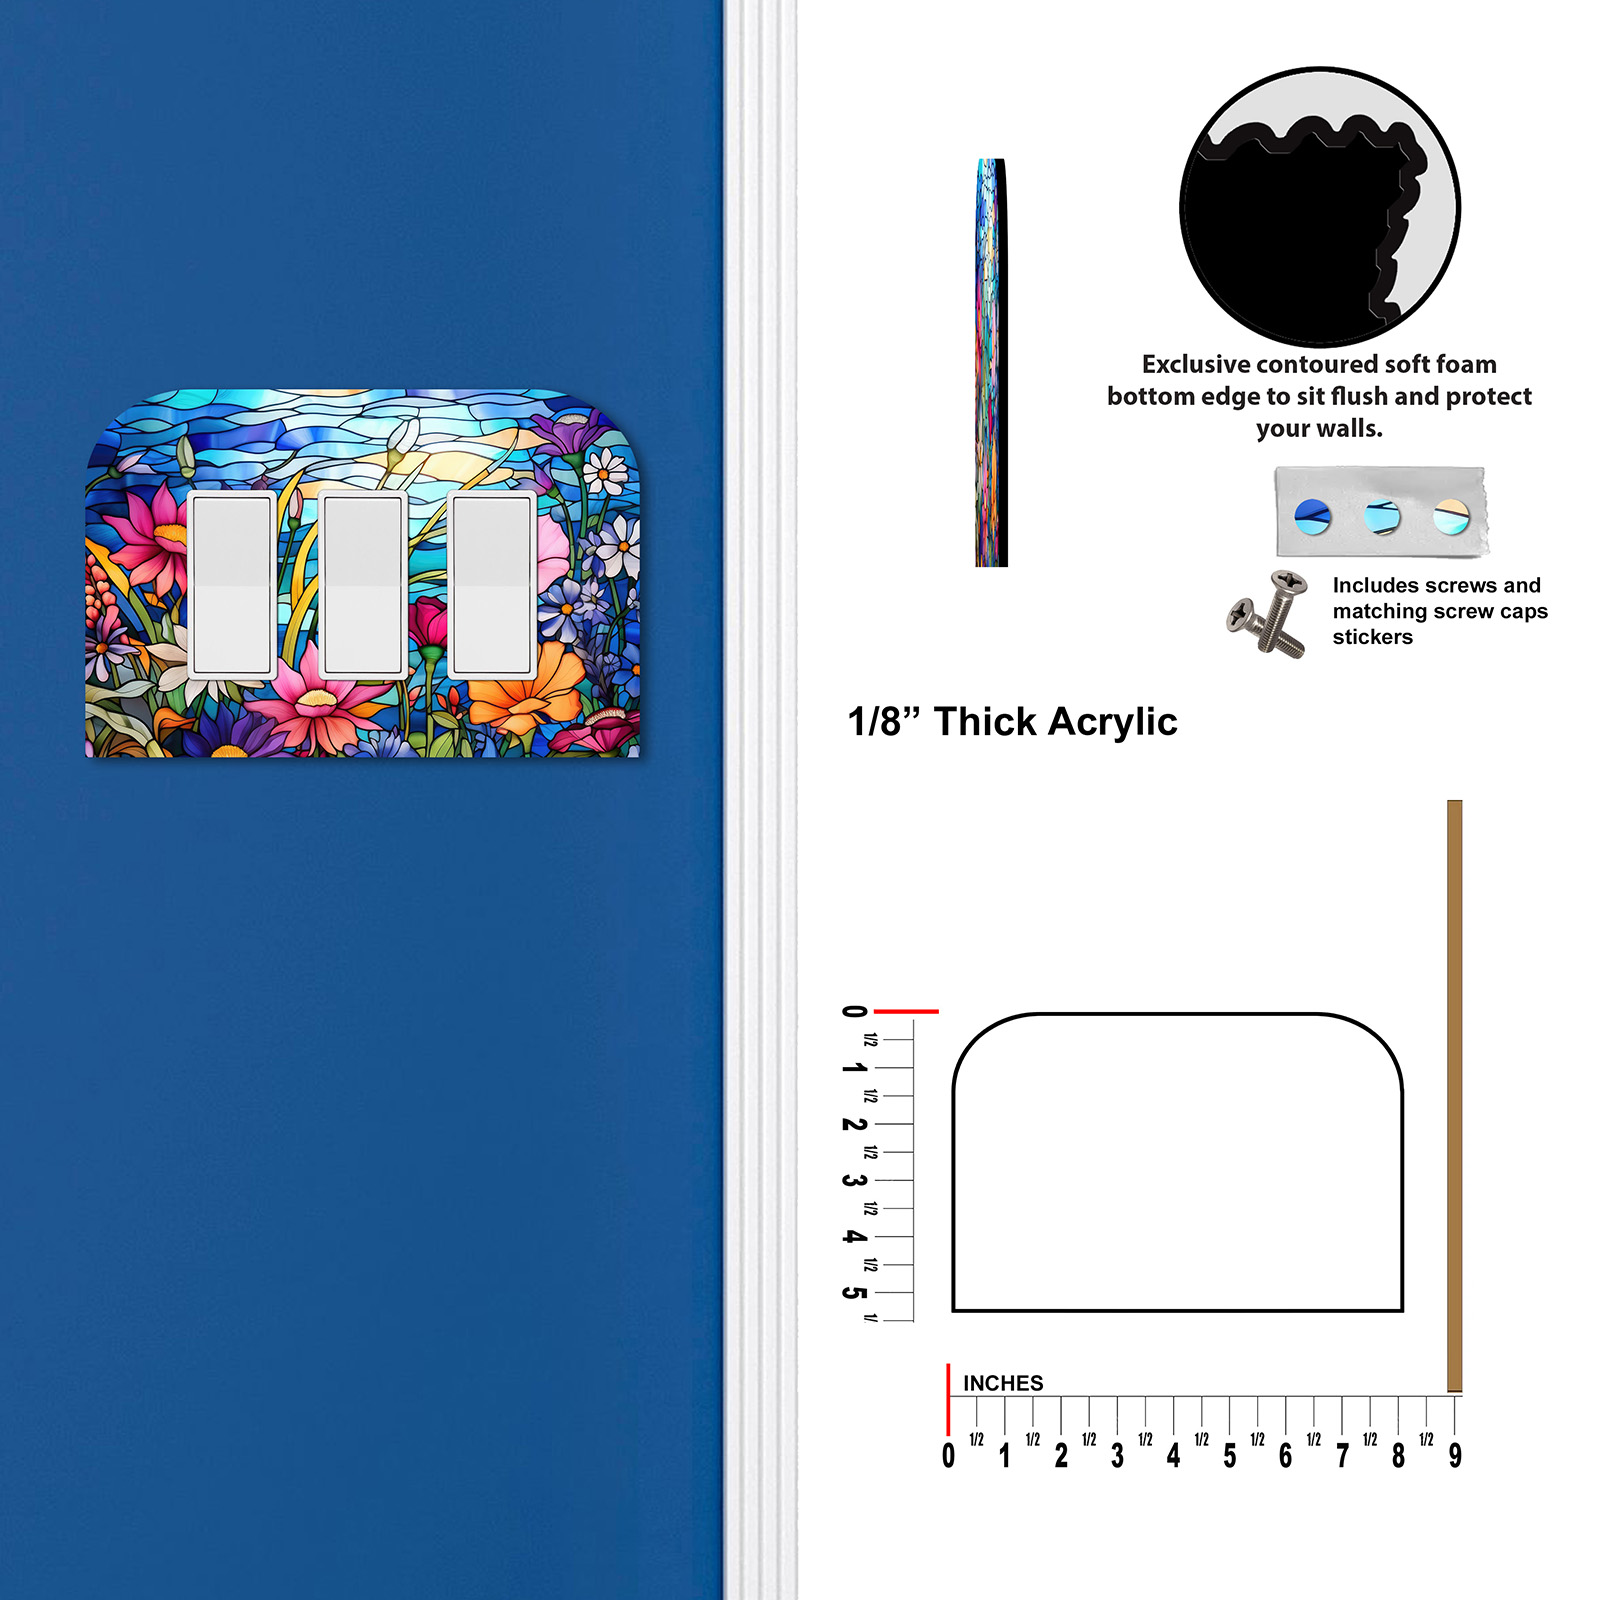 Exclusive contoured soft foam
bottom edge to sit flush and protect
your walls.
Includes screws and
matching screw caps
stickers
1/8” Thick Acrylic
0
1/2
1
1/2
2
1/2
3
1/2
4
1/2
5
1/
INCHES
1/2 1/2 1/2 1/2 1/2 1/2 1/2 1/2 1/2
0 1 2 3 4 5 6 7 8 9